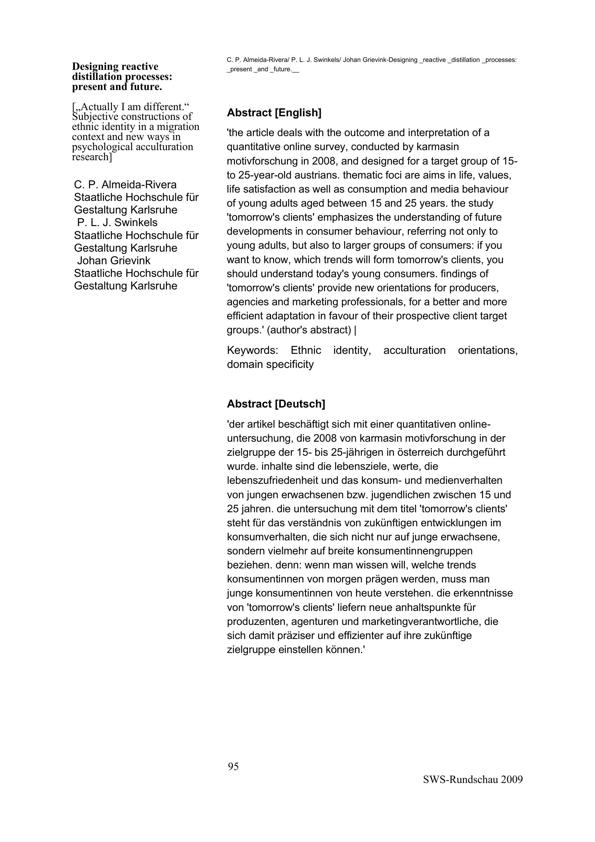 Designing reactive
distillation processes:
present and future.
[„Actually I am different.“
Subjective constructions of
ethnic identity in a migration
context and new ways in
psychological acculturation
research]
C. P. Almeida-Rivera
Staatliche Hochschule für
Gestaltung Karlsruhe
P. L. J. Swinkels
Staatliche Hochschule für
Gestaltung Karlsruhe
Johan Grievink
Staatliche Hochschule für
Gestaltung Karlsruhe
C. P. Almeida-Rivera/ P. L. J. Swinkels/ Johan Grievink-Designing _reactive _distillation _processes:
_present _and _future.__
Abstract [English]
'the article deals with the outcome and interpretation of a
quantitative online survey, conducted by karmasin
motivforschung in 2008, and designed for a target group of 15-
to 25-year-old austrians. thematic foci are aims in life, values,
life satisfaction as well as consumption and media behaviour
of young adults aged between 15 and 25 years. the study
'tomorrow's clients' emphasizes the understanding of future
developments in consumer behaviour, referring not only to
young adults, but also to larger groups of consumers: if you
want to know, which trends will form tomorrow's clients, you
should understand today's young consumers. findings of
'tomorrow's clients' provide new orientations for producers,
agencies and marketing professionals, for a better and more
efficient adaptation in favour of their prospective client target
groups.' (author's abstract) |
Keywords: Ethnic identity, acculturation orientations,
domain specificity
Abstract [Deutsch]
'der artikel beschäftigt sich mit einer quantitativen online-
untersuchung, die 2008 von karmasin motivforschung in der
zielgruppe der 15- bis 25-jährigen in österreich durchgeführt
wurde. inhalte sind die lebensziele, werte, die
lebenszufriedenheit und das konsum- und medienverhalten
von jungen erwachsenen bzw. jugendlichen zwischen 15 und
25 jahren. die untersuchung mit dem titel 'tomorrow's clients'
steht für das verständnis von zukünftigen entwicklungen im
konsumverhalten, die sich nicht nur auf junge erwachsene,
sondern vielmehr auf breite konsumentinnengruppen
beziehen. denn: wenn man wissen will, welche trends
konsumentinnen von morgen prägen werden, muss man
junge konsumentinnen von heute verstehen. die erkenntnisse
von 'tomorrow's clients' liefern neue anhaltspunkte für
produzenten, agenturen und marketingverantwortliche, die
sich damit präziser und effizienter auf ihre zukünftige
zielgruppe einstellen können.'
95
SWS-Rundschau 2009